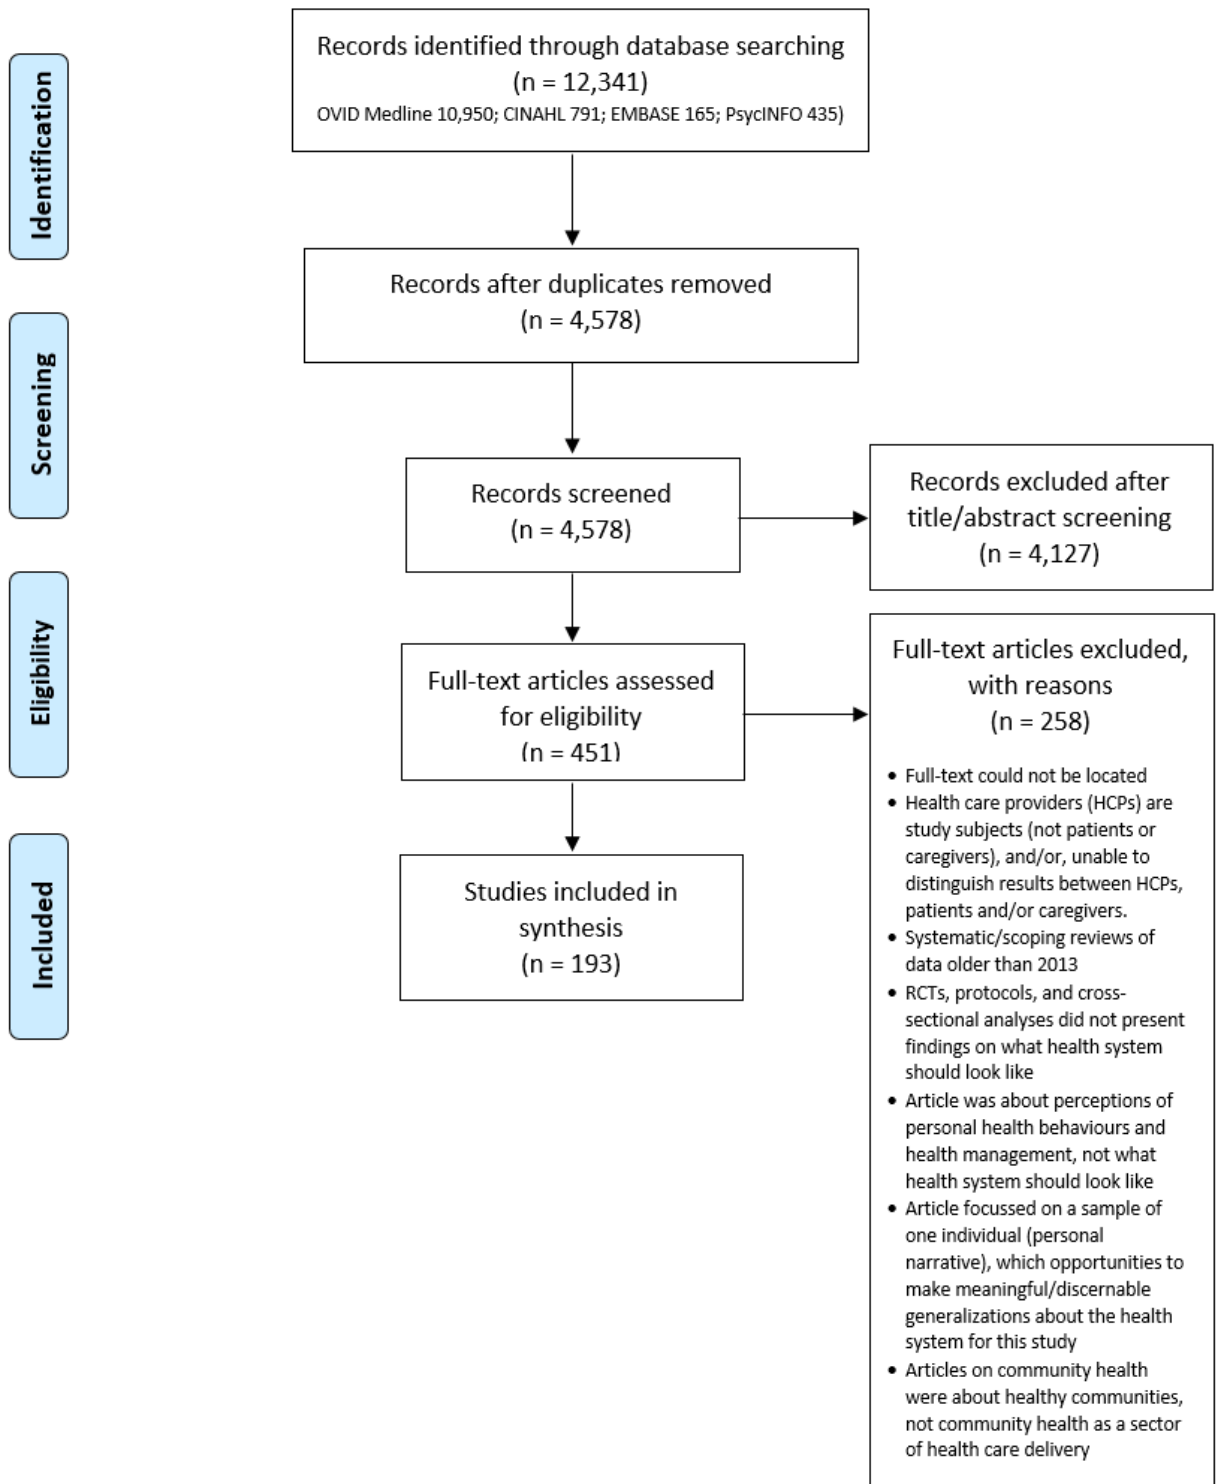 Identification
Records identified through database searching
(n = 12,341)
OVID Medline 10,950; CINAHL 791; EMBASE 165; PsycINFO 435)
Records after duplicates removed
(n = 4,578)
Screening
Records screened
(n = 4,578)
Records excluded after
title/abstract screening
(n = 4,127)
Eligibility
Full-text articles assessed
for eligibility
(n = 451)
Full-text articles excluded,
with reasons
(n = 258)
• Full-text could not be located
• Health care providers (HCPs) are
study subjects (not patients or
caregivers), and/or, unable to
distinguish results between HCPs,
patients and/or caregivers.
• Systematic/scoping reviews of
data older than 2013
• RCTs, protocols, and cross-
sectional analyses did not present
findings on what health system
should look like
• Article was about perceptions of
personal health behaviours and
health management, not what
health system should look like
• Article focussed on a sample of
one individual (personal
narrative), which opportunities to
make meaningful/discernable
generalizations about the health
system for this study
• Articles on community health
were about healthy communities,
not community health as a sector
of health care delivery
Included
Studies included in
synthesis
(n = 193)